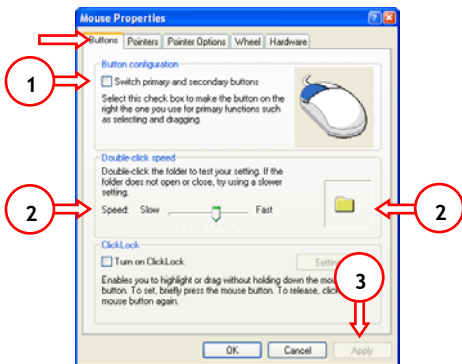 Mouse Properties
Buttons Pointers Pointer Options Wheel Hardware
Button configuration
1
Switch primary and secondary buttons
Select this check box to make the button on the
right the one you use for primary functions such
as selecting and dragging.
Double-click speed
Double-click the folder to test your setting. If the
folder does not open or close, try using a slower
setting.
2
Speed: Slow Fast
2
ClickLock
Turn on ClickLock
Enables you to highlight or drag without holding down the
button. To set, briefly press the mouse button. To release,
mouse button again.
3
OK Cancel Apply